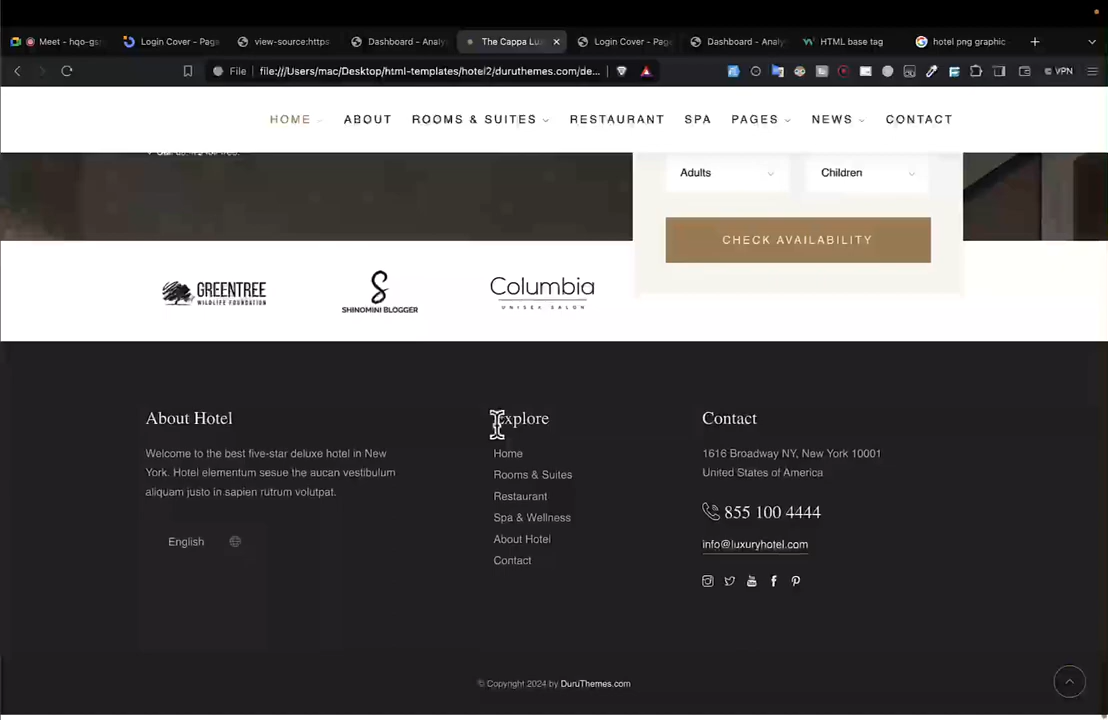 Meet - hqo-gs
Login Cover - Page
view-source:https
Dashboard - Analy
The Cappa Lu
Login Cover - Page
Dashboard - Analy
HTML base tag
hotel png graphic
File
file:///Users/mac/Desktop/html-templates/hotel2/duruthemes.com/de...
VPN
HOME
ABOUT
ROOMS & SUITES
RESTAURANT
SPA
PAGES
NEWS
CONTACT
Adults
Children
CHECK AVAILABILITY
GREENTREE
WILDLIFE FOUNDATION
SHINOMINI BLOGGER
Columbia
UNISEX SALON
About Hotel
Welcome to the best five-star deluxe hotel in New
York. Hotel elementum sesue the aucan vestibulum
aliquam justo in sapien rutrum volutpat.
English
Explore
Home
Rooms & Suites
Restaurant
Spa & Wellness
About Hotel
Contact
Contact
1616 Broadway NY, New York 10001
United States of America
855 100 4444
info@luxuryhotel.com
© Copyright 2024 by DuruThemes.com